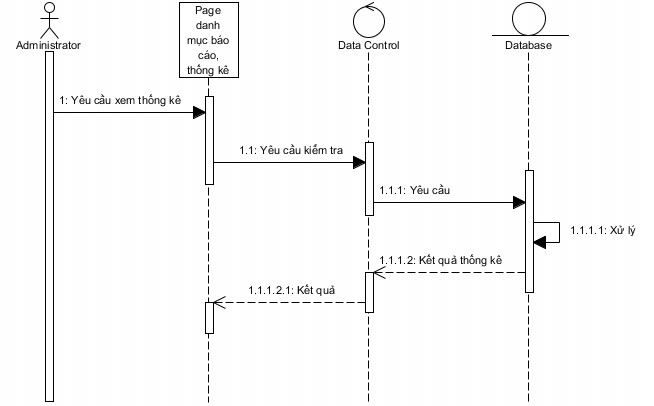 Page
danh
mục báo
cáo,
thống kê
Administrator
Data Control
Database
1: Yêu cầu xem thống kê
1.1: Yêu cầu kiểm tra
1.1.1: Yêu cầu
1.1.1.1: Xử lý
1.1.1.2: Kết quả thống kê
1.1.1.2.1: Kết quả